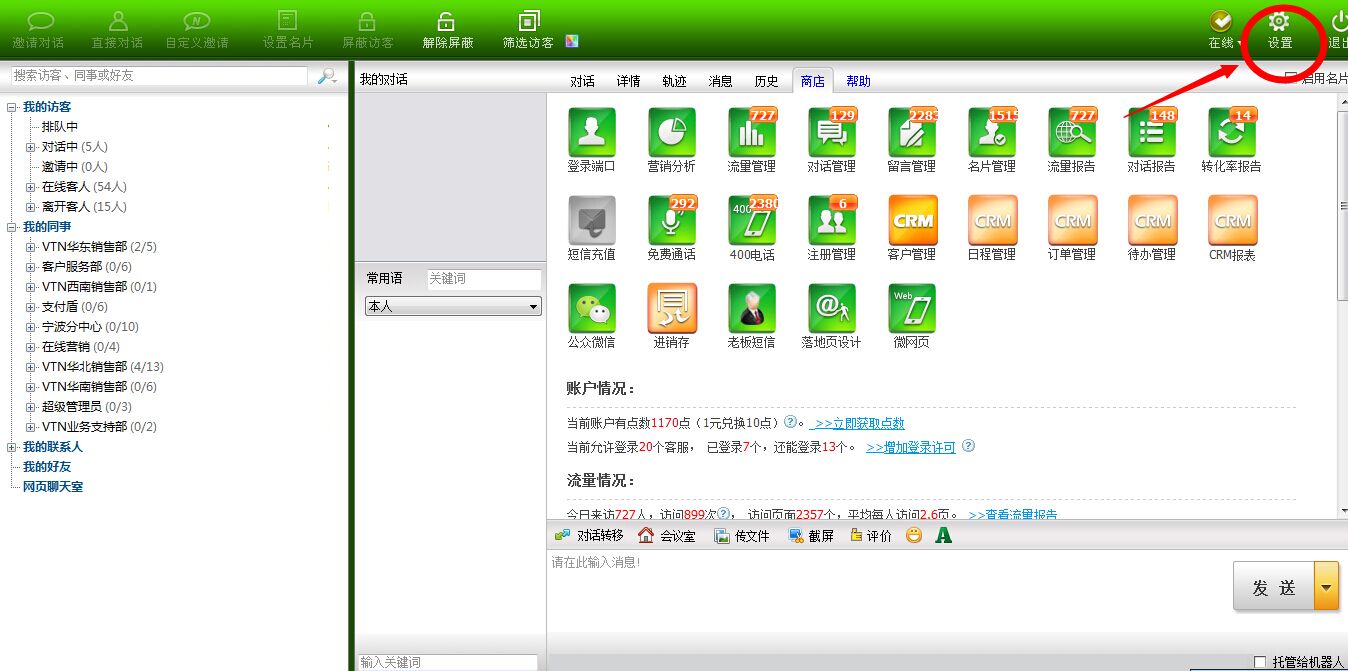 邀请对话 直接对话 自定义邀请 设置名片 屏蔽访客 解除屏蔽 筛选访客 在线 设置 退出
搜索访客、同事或好友
我的对话
对话 详情 轨迹 消息 历史 商店 帮助
启用名片
我的访客
排队中
对话中 (5人)
邀请中 (0人)
在线客人 (54人)
离开客人 (15人)
我的同事
VTN华东销售部 (2/5)
客户服务部 (0/6)
VTN西南销售部 (0/1)
支付盾 (0/6)
宁波分中心 (0/10)
在线营销 (0/4)
VTN华北销售部 (4/13)
VTN华南销售部 (0/6)
超级管理员 (0/3)
VTN业务支持部 (0/2)
我的联系人
我的好友
网页聊天室
常用语 关键词
本人
输入关键词
727 129 2283 1515 727 148 14
登录端口 营销分析 流量管理 对话管理 留言管理 名片管理 流量报告 对话报告 转化率报告
292 400 2380 6 CRM CRM CRM CRM CRM
短信充值 免费通话 400电话 注册管理 客户管理 日程管理 订单管理 待办管理 CRM报表
@ Web
公众微信 进销存 老板短信 落地页设计 微网页
账户情况：
当前账户有点数1170点（1元兑换10点）?。 >>立即获取点数
当前允许登录20个客服， 已登录7个，还能登录13个。 >>增加登录许可 ?
流量情况：
今日来访727人，访问899次?， 访问页面2357个，平均每人访问2.6页。 >>查看流量报告
对话转移 会议室 传文件 截屏 评价 A
请在此输入消息!
发 送
托管给机器人